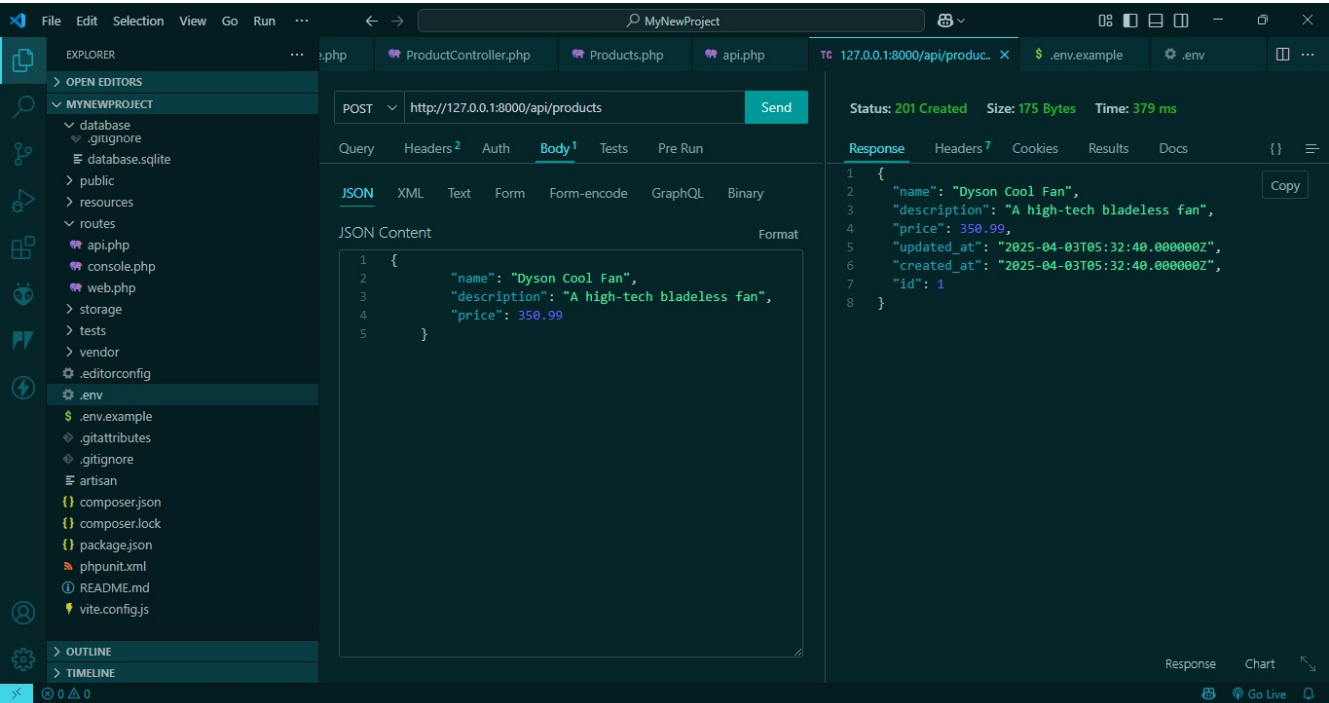 File Edit Selection View Go Run ··· ← → MyNewProject
EXPLORER ···
e.php ProductController.php Products.php api.php TC 127.0.0.1:8000/api/produc.. × $ .env.example .env ···
> OPEN EDITORS
MYNEWPROJECT
database
.gitignore
database.sqlite
> public
> resources
routes
api.php
console.php
web.php
> storage
> tests
> vendor
.editorconfig
.env
$ .env.example
.gitattributes
.gitignore
artisan
{} composer.json
{} composer.lock
{} package.json
phpunit.xml
README.md
vite.config.js
> OUTLINE
> TIMELINE
POST http://127.0.0.1:8000/api/products Send
Query Headers 2 Auth Body 1 Tests Pre Run
JSON XML Text Form Form-encode GraphQL Binary
JSON Content Format
1 {
2 "name": "Dyson Cool Fan",
3 "description": "A high-tech bladeless fan",
4 "price": 350.99
5 }
Status: 201 Created Size: 175 Bytes Time: 379 ms
Response Headers 7 Cookies Results Docs {}
Copy
1 {
2 "name": "Dyson Cool Fan",
3 "description": "A high-tech bladeless fan",
4 "price": 350.99,
5 "updated_at": "2025-04-03T05:32:40.000000Z",
6 "created_at": "2025-04-03T05:32:40.000000Z",
7 "id": 1
8 }
Response Chart
0 0 Go Live